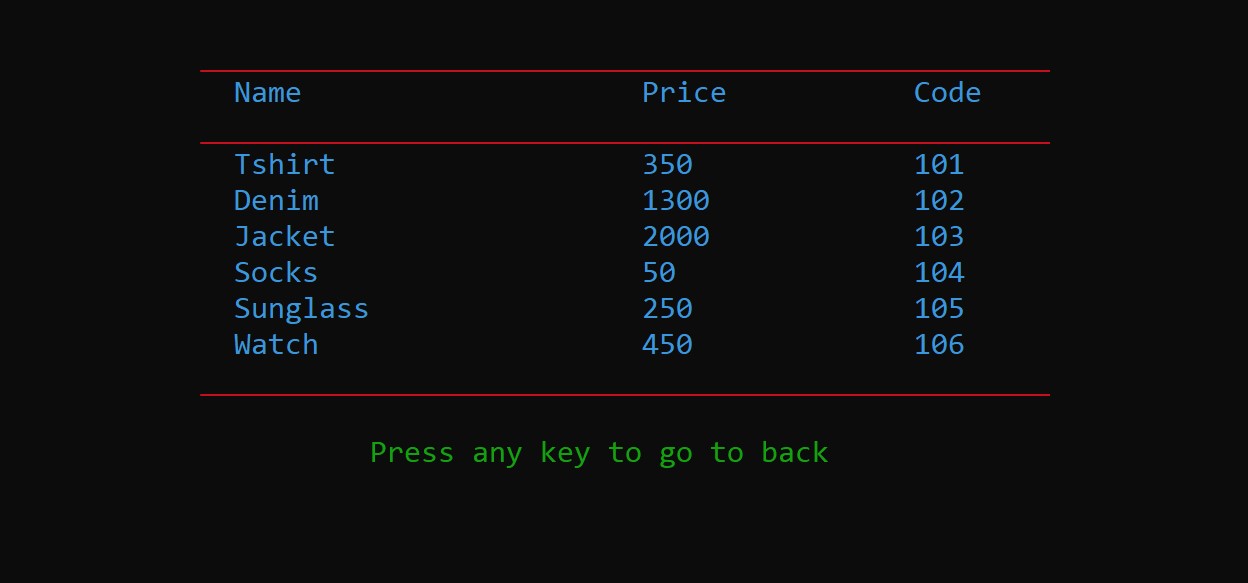 Name Price Code
Tshirt 350 101
Denim 1300 102
Jacket 2000 103
Socks 50 104
Sunglass 250 105
Watch 450 106
Press any key to go to back